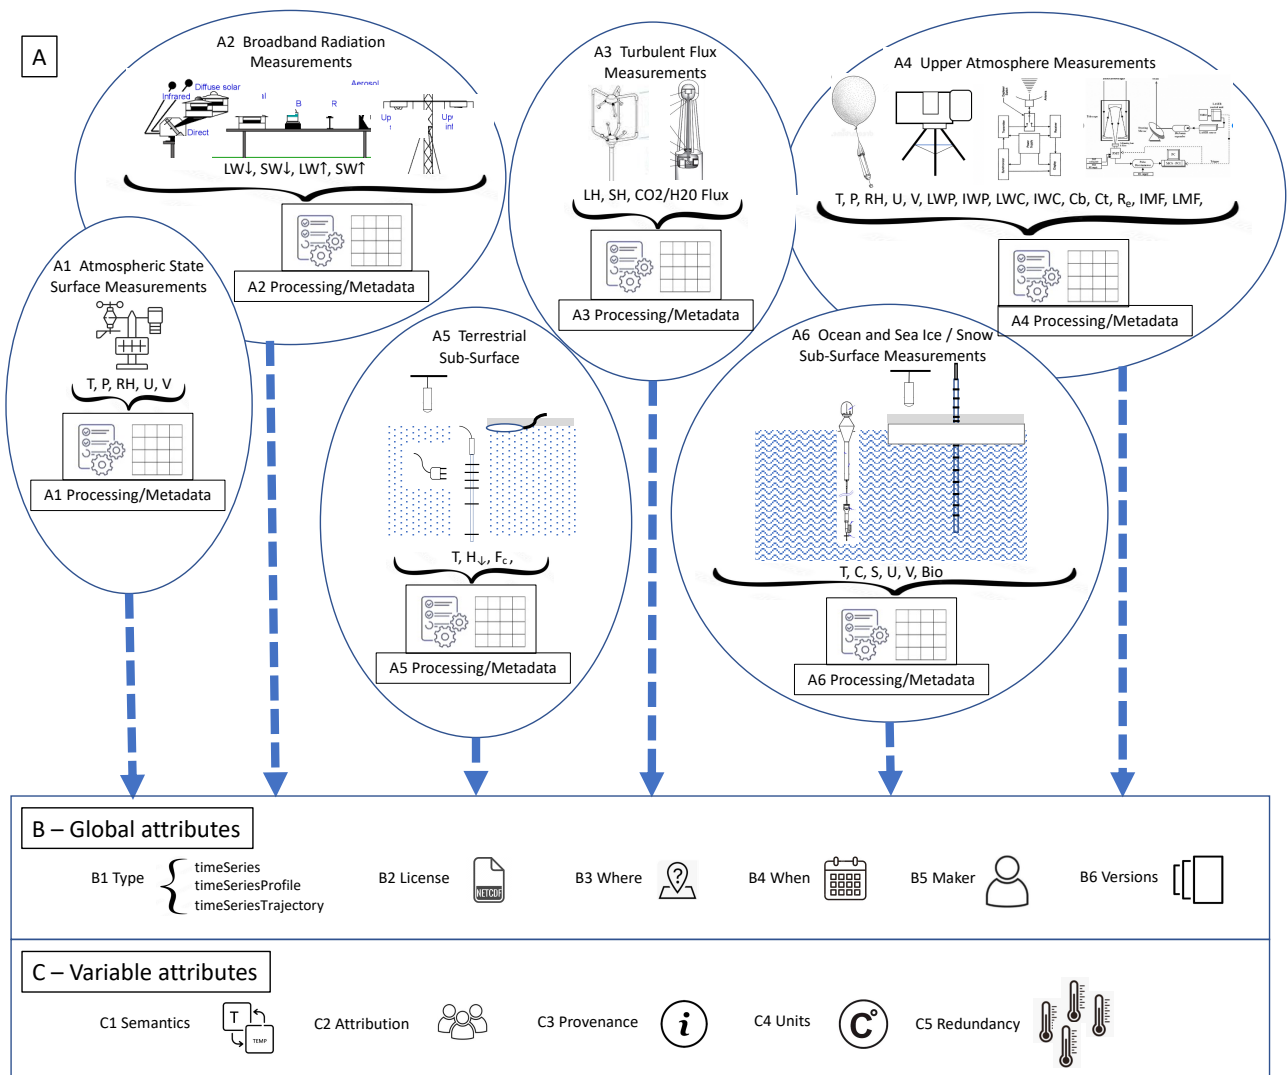 A
A2 Broadband Radiation
Measurements
Aerosol
Infrared
Diffuse solar
B
R
Direct
LW↓, SW↓, LW↑, SW↑
A2 Processing/Metadata
A3 Turbulent Flux
Measurements
LH, SH, CO2/H20 Flux
A3 Processing/Metadata
A4 Upper Atmosphere Measurements
T, P, RH, U, V, LWP, IWP, LWC, IWC, Cb, Ct, Re, IMF, LMF,
A4 Processing/Metadata
A1 Atmospheric State
Surface Measurements
T, P, RH, U, V
A1 Processing/Metadata
A5 Terrestrial
Sub-Surface
T, H↓, Fc,
A5 Processing/Metadata
A6 Ocean and Sea Ice / Snow
Sub-Surface Measurements
T, C, S, U, V, Bio
A6 Processing/Metadata
B – Global attributes
B1 Type
timeSeries
timeSeriesProfile
timeSeriesTrajectory
B2 License
NETCDF
B3 Where
?
B4 When
B5 Maker
B6 Versions
C – Variable attributes
C1 Semantics
T
TEMP
C2 Attribution
C3 Provenance
i
C4 Units
C°
C5 Redundancy